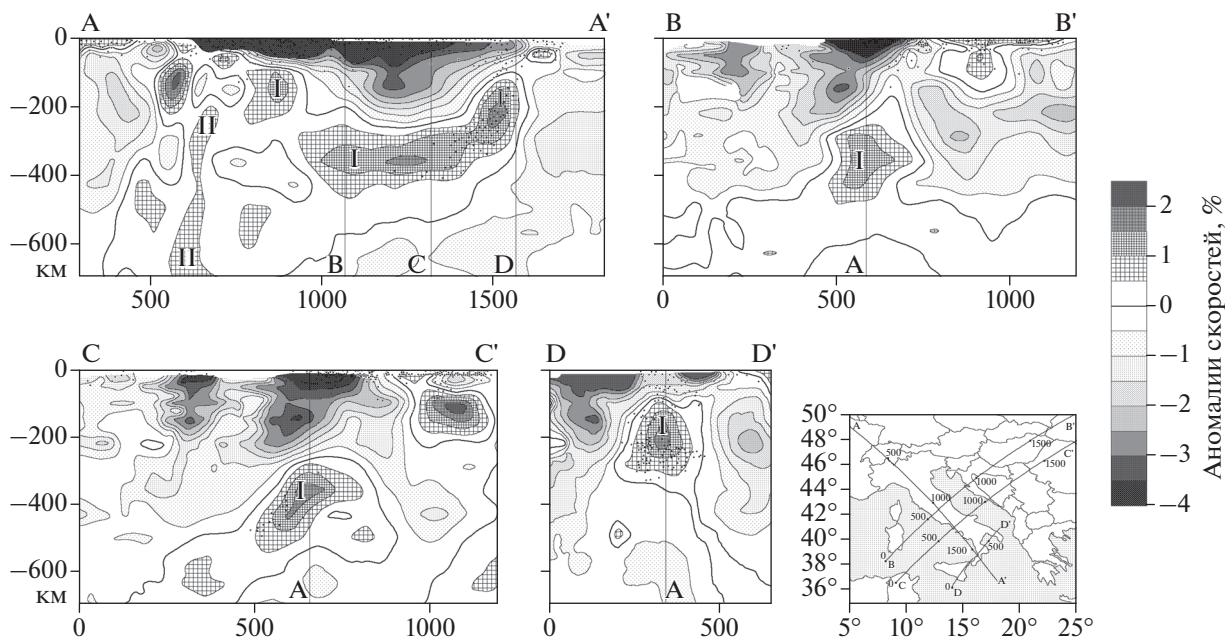 A A'
0
−200
−400
−600
КМ
I
I
I
II
II
B C D
500 1000 1500
B B'
I
A
0 500 1000
C C'
0
−200
−400
−600
КМ
I
A
0 500 1000
D D'
I
A
0 500
2
1
0
−1
−2
−3
−4
Аномалии скоростей, %
50°
48°
46°
44°
42°
40°
38°
36°
5° 10° 15° 20° 25°
A
B'
C'
D'
A'
B
C
D
500
1500
1500
1000
1000
1000
500
500
1500
500
0
0
0